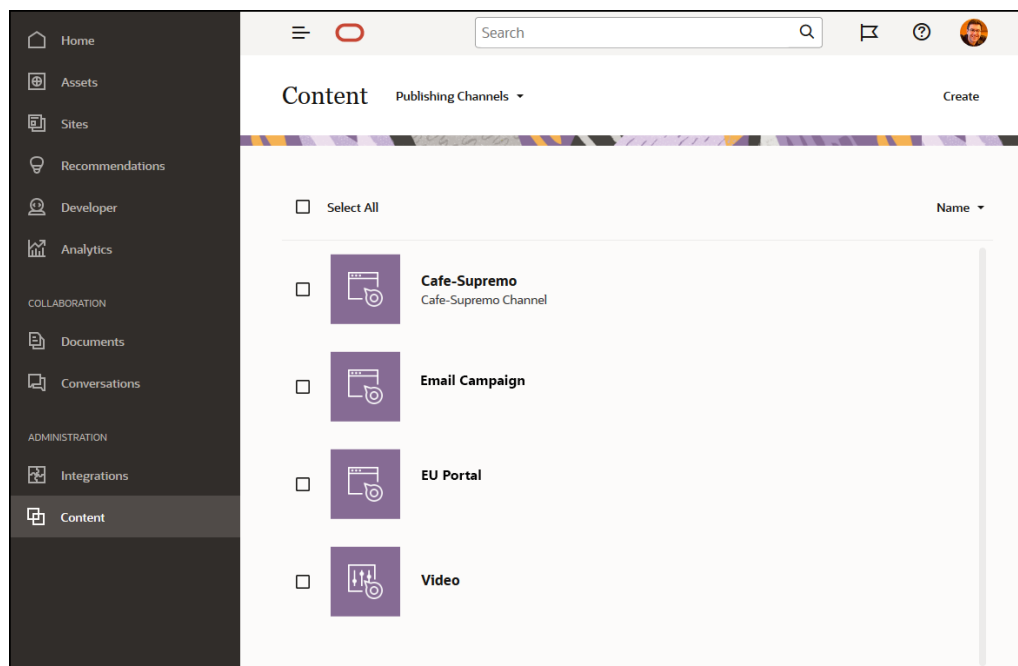 Home
Assets
Sites
Recommendations
Developer
Analytics
COLLABORATION
Documents
Conversations
ADMINISTRATION
Integrations
Content
Search
Content Publishing Channels
Create
Select All
Name
Cafe-Supremo
Cafe-Supremo Channel
Email Campaign
EU Portal
Video